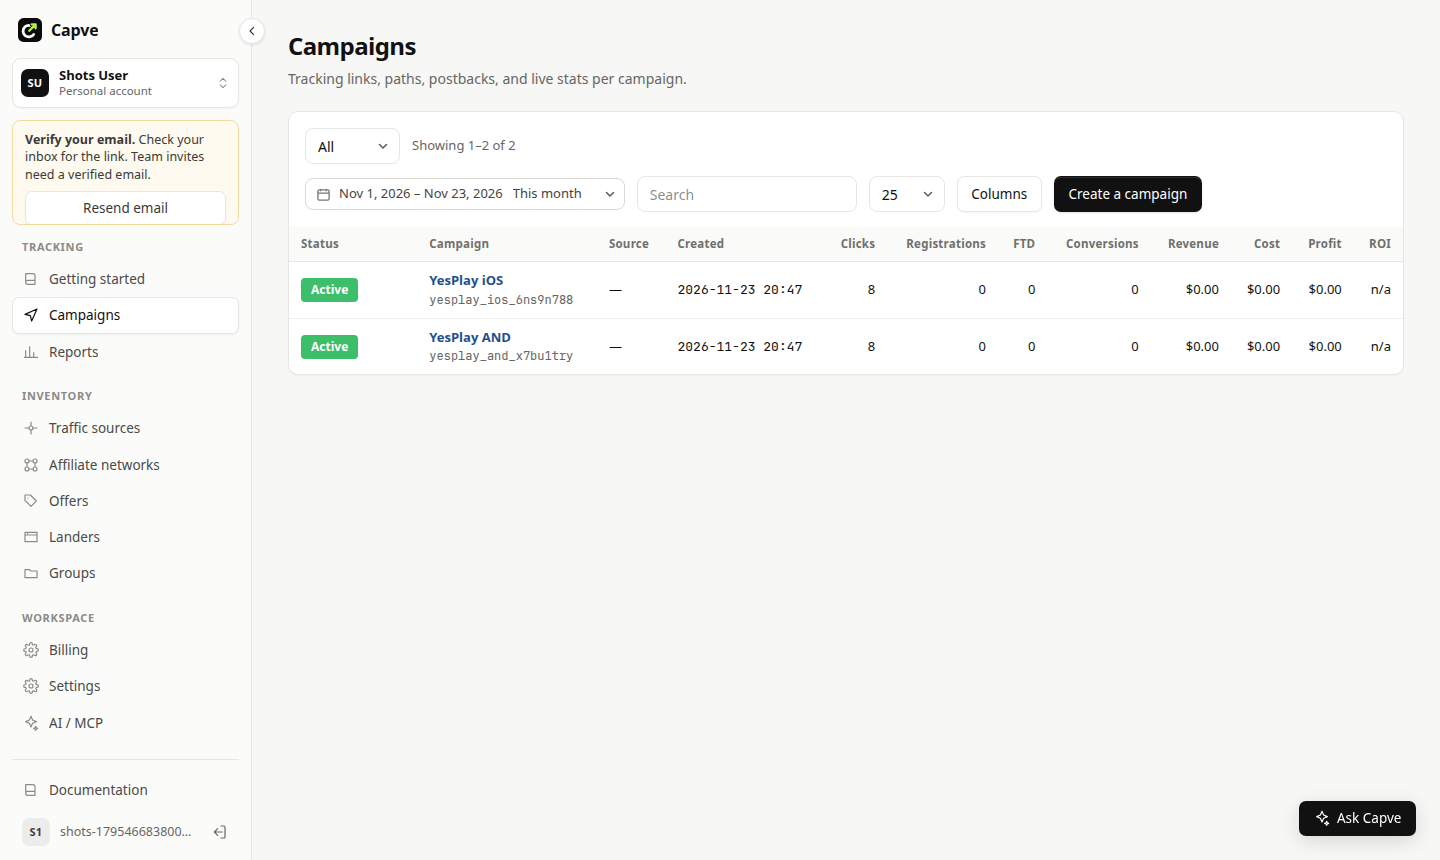 Capve
SU
Shots User
Personal account
Verify your email. Check your
inbox for the link. Team invites
need a verified email.
Resend email
TRACKING
Getting started
Campaigns
Reports
INVENTORY
Traffic sources
Affiliate networks
Offers
Landers
Groups
WORKSPACE
Billing
Settings
AI / MCP
Documentation
S1 shots-179546683800...
Campaigns
Tracking links, paths, postbacks, and live stats per campaign.
All Showing 1–2 of 2
Nov 1, 2026 – Nov 23, 2026 This month Search 25 Columns Create a campaign
Status Campaign Source Created Clicks Registrations FTD Conversions Revenue Cost Profit ROI
Active YesPlay iOS — 2026-11-23 20:47 8 0 0 0 $0.00 $0.00 $0.00 n/a
yesplay_ios_6ns9n788
Active YesPlay AND — 2026-11-23 20:47 8 0 0 0 $0.00 $0.00 $0.00 n/a
yesplay_and_x7bu1try
Ask Capve